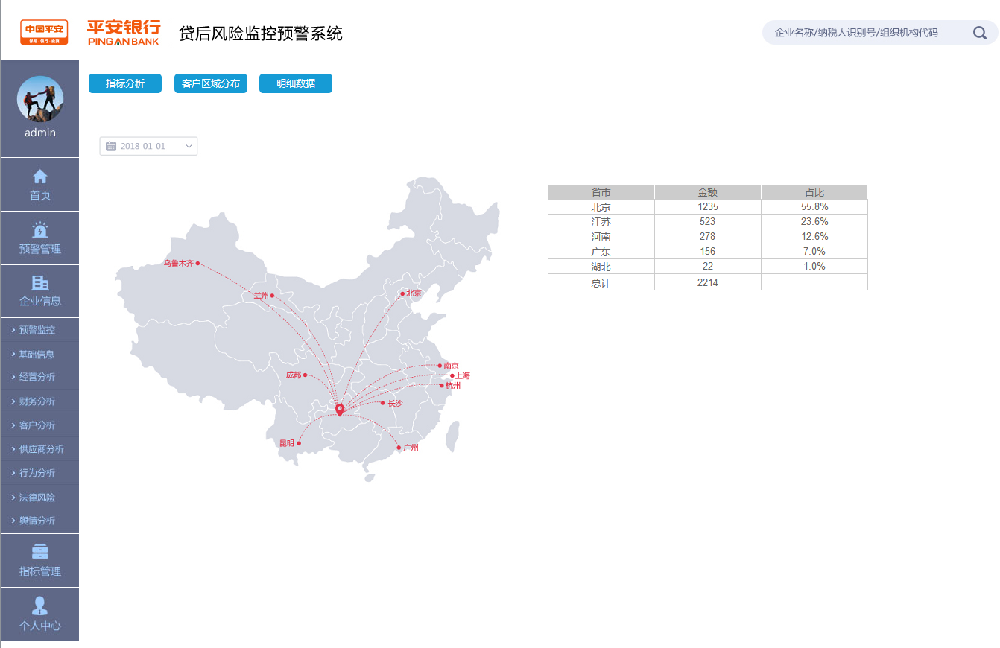 中国平安
保险·银行·投资
平安银行
PING AN BANK
贷后风险监控预警系统
企业名称/纳税人识别号/组织机构代码
admin
首页
预警管理
企业信息
预警监控
基础信息
经营分析
财务分析
客户分析
供应商分析
行为分析
法律风险
舆情分析
指标管理
个人中心
指标分析 客户区域分布 明细数据
2018-01-01
乌鲁木齐
兰州
北京
成都
南京
上海
杭州
长沙
昆明
广州
省市 金额 占比
北京 1235 55.8%
江苏 523 23.6%
河南 278 12.6%
广东 156 7.0%
湖北 22 1.0%
总计 2214